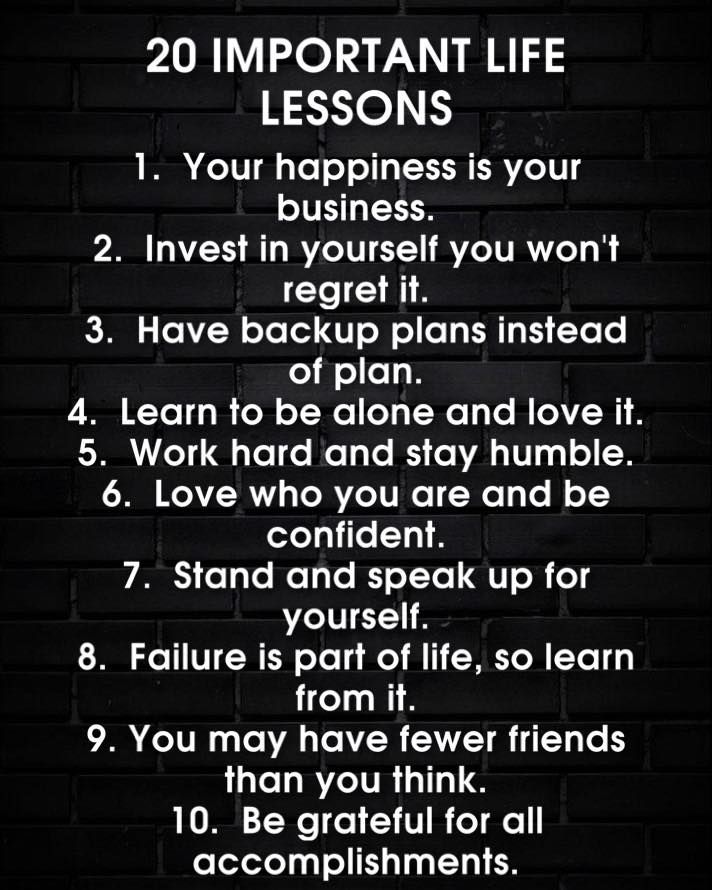 20 IMPORTANT LIFE
LESSONS
1. Your happiness is your
business.
2. Invest in yourself you won't
regret it.
3. Have backup plans instead
of plan.
4. Learn to be alone and love it.
5. Work hard and stay humble.
6. Love who you are and be
confident.
7. Stand and speak up for
yourself.
8. Failure is part of life, so learn
from it.
9. You may have fewer friends
than you think.
10. Be grateful for all
accomplishments.